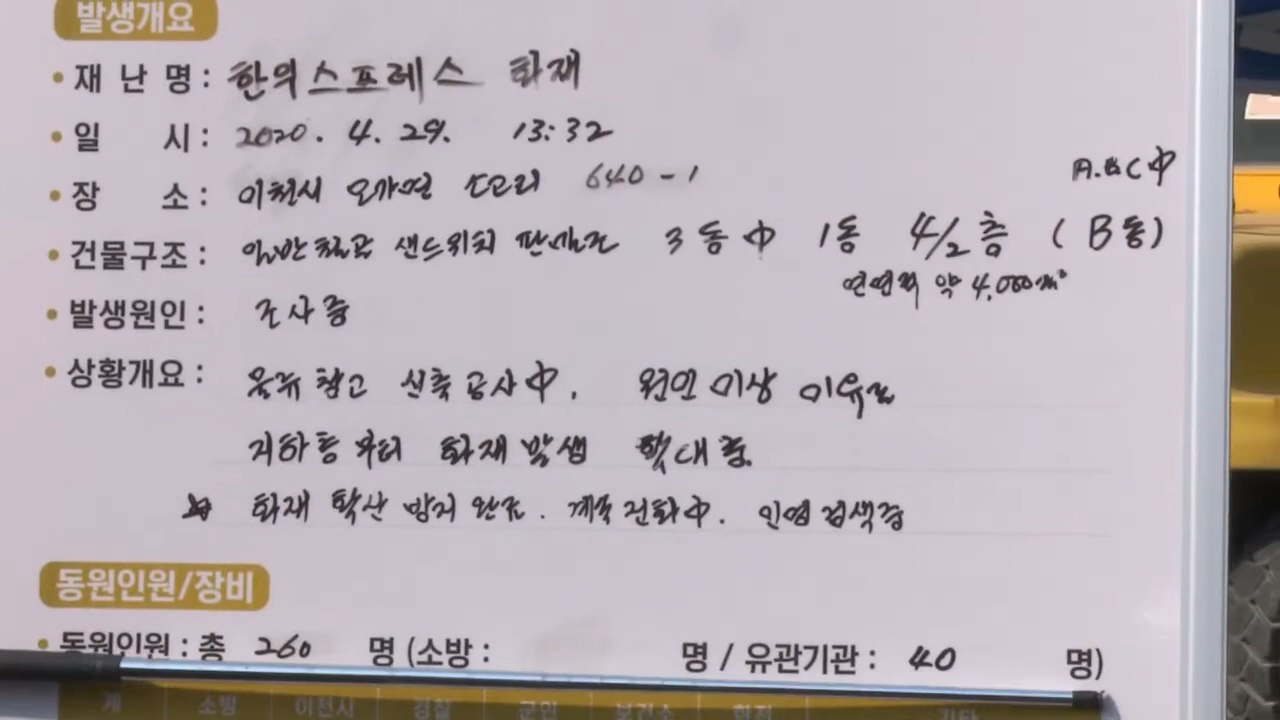 발생개요
• 재 난 명 : 한익스프레스 화재
• 일 시 : 2020. 4. 29. 13:32
• 장 소 : 이천시 모가면 소고리 640-1
A.B.C中
• 건물구조 : 일반철골 샌드위치 판넬조 3동中 1동 4/2층 (B동)
연면적 약 4,000m²
• 발생원인 : 조사중
• 상황개요 : 물류창고 신축공사中, 원인 미상 이유로
지하층부터 화재 발생 중.
화재 확산 방지 완료. 계속 진화中. 인명검색중
동원인원/장비
• 동원인원 : 총 260 명 (소방 : 명 / 유관기관 : 40 명)
계 소방 이천시 경찰 군인 보건소 한전 기타